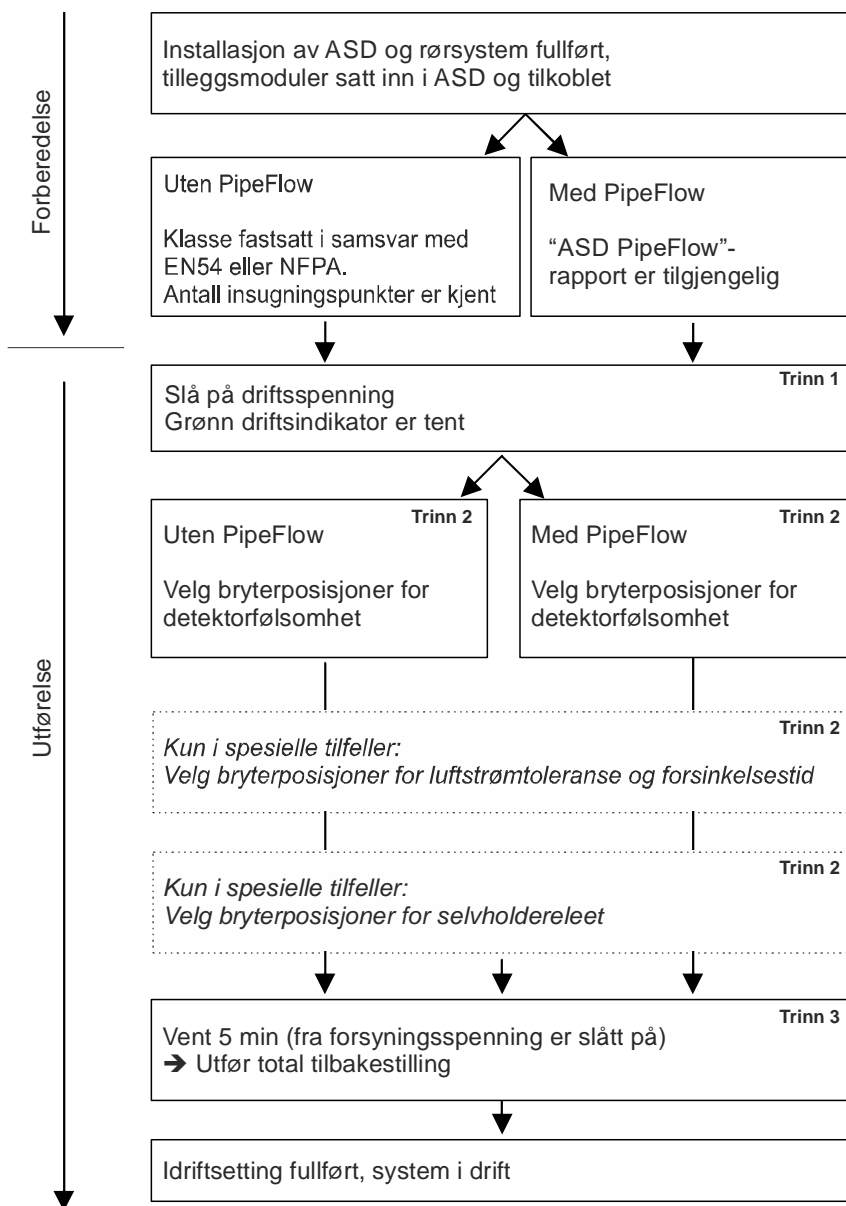 Forberedelse
Installasjon av ASD og rørsystem fullført,
tilleggsmoduler satt inn i ASD og tilkoblet
Uten PipeFlow
Klasse fastsatt i samsvar med
EN54 eller NFPA.
Antall insugningspunkter er kjent
Med PipeFlow
“ASD PipeFlow”-
rapport er tilgjengelig
Utførelse
Trinn 1
Slå på driftsspenning
Grønn driftsindikator er tent
Trinn 2
Uten PipeFlow
Velg bryterposisjoner for
detektorfølsomhet
Trinn 2
Med PipeFlow
Velg bryterposisjoner for
detektorfølsomhet
Trinn 2
Kun i spesielle tilfeller:
Velg bryterposisjoner for luftstrømtoleranse og forsinkelsestid
Trinn 2
Kun i spesielle tilfeller:
Velg bryterposisjoner for selvholdereleet
Trinn 3
Vent 5 min (fra forsyningsspenning er slått på)
➔ Utfør total tilbakestilling
Idriftsetting fullført, system i drift